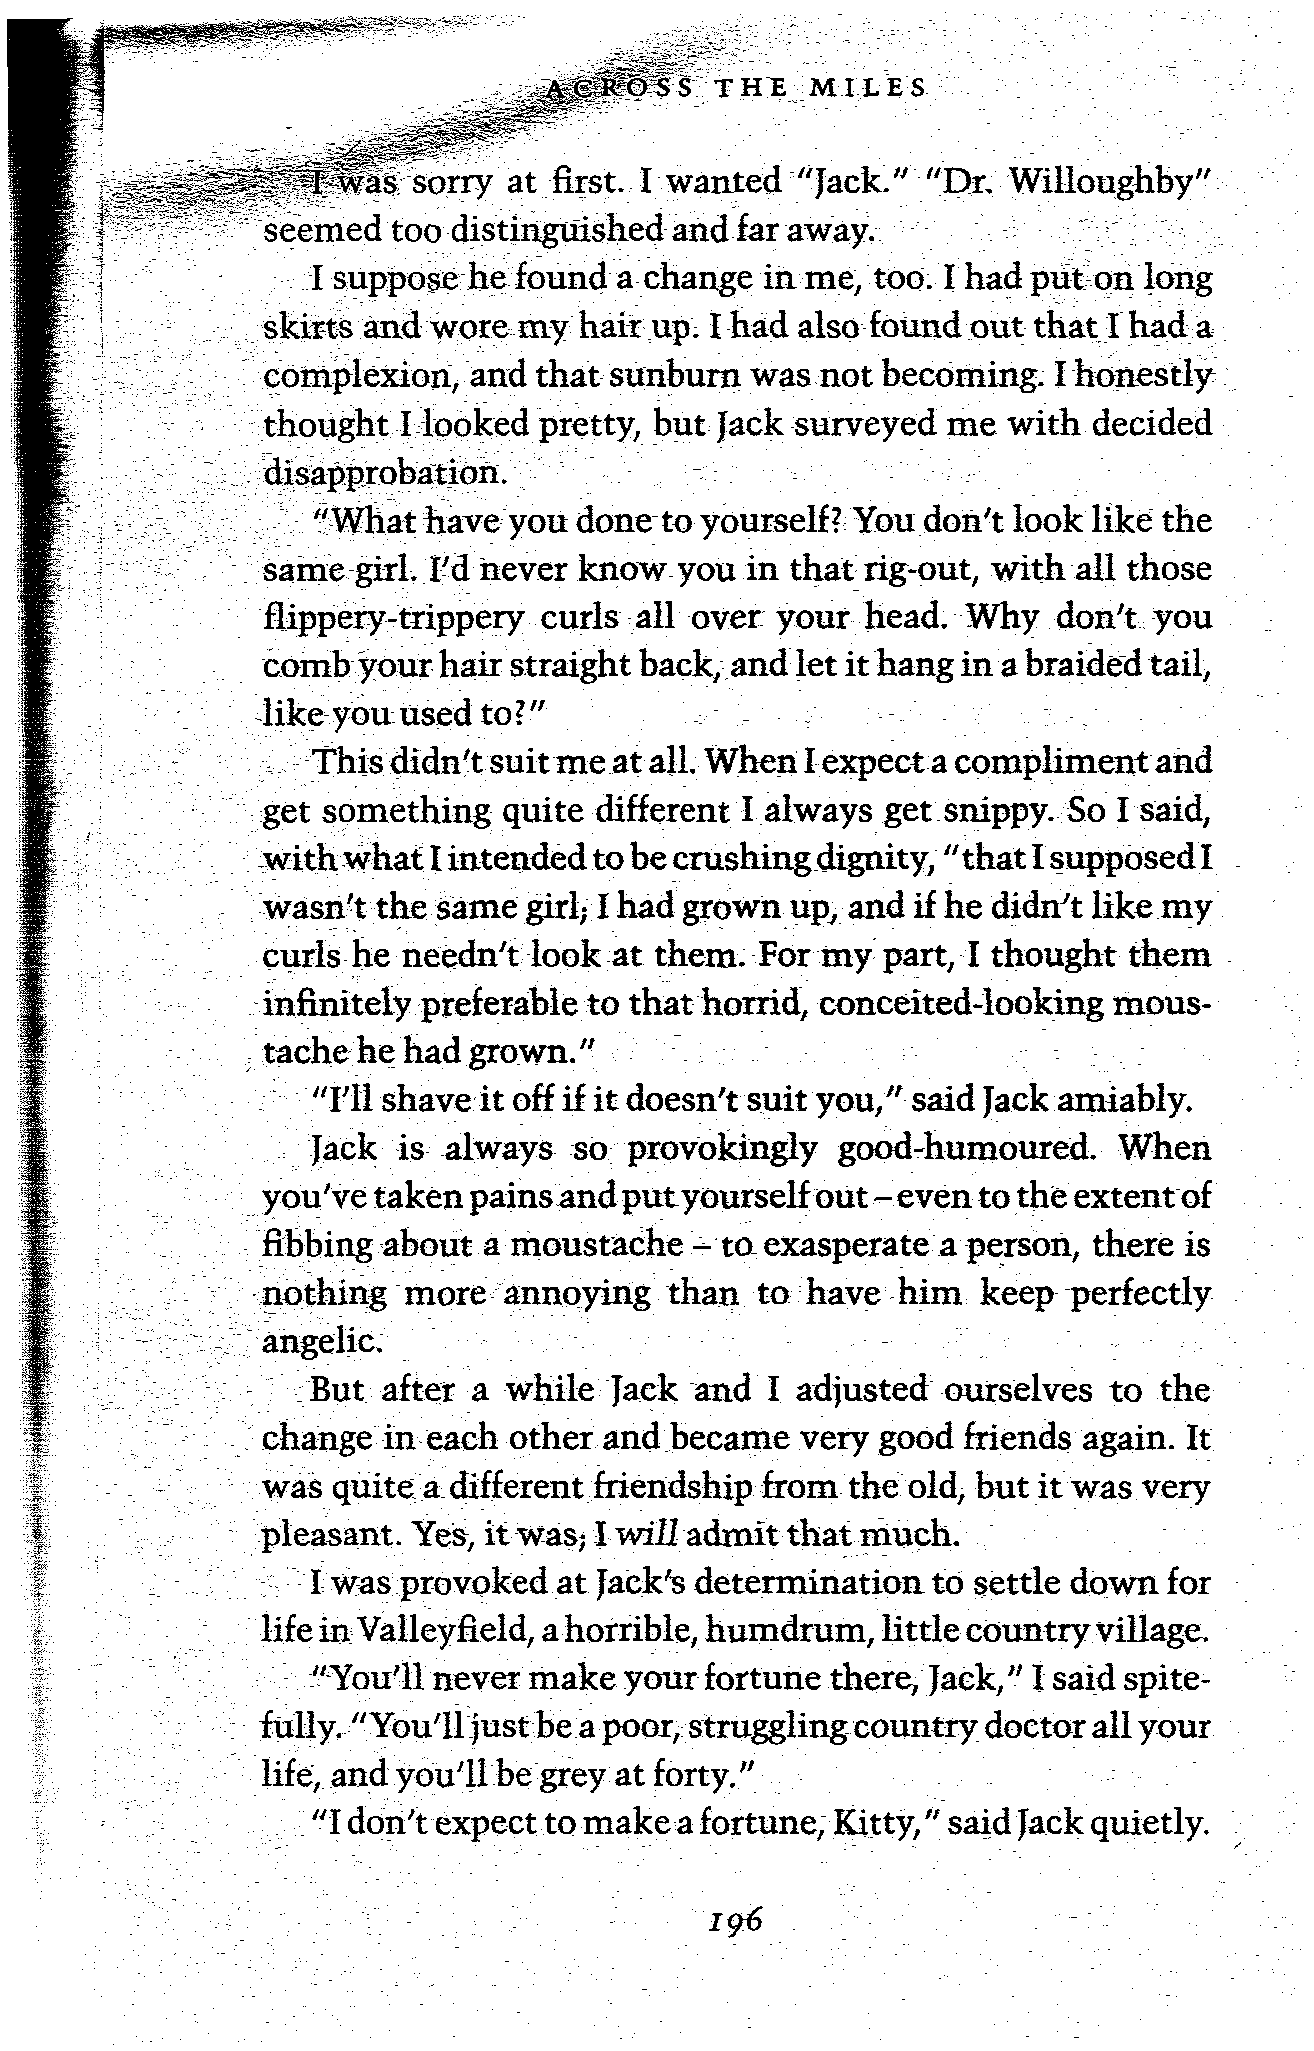 ACROSS THE MILES
I was sorry at first. I wanted "Jack." "Dr. Willoughby"
seemed too distinguished and far away.
I suppose he found a change in me, too. I had put on long
skirts and wore my hair up. I had also found out that I had a
complexion, and that sunburn was not becoming. I honestly
thought I looked pretty, but Jack surveyed me with decided
disapprobation.
"What have you done to yourself? You don't look like the
same girl. I'd never know you in that rig-out, with all those
flippery-trippery curls all over your head. Why don't you
comb your hair straight back, and let it hang in a braided tail,
like you used to?"
This didn't suit me at all. When I expect a compliment and
get something quite different I always get snippy. So I said,
with what I intended to be crushing dignity, "that I supposed I
wasn't the same girl; I had grown up, and if he didn't like my
curls he needn't look at them. For my part, I thought them
infinitely preferable to that horrid, conceited-looking mous-
tache he had grown."
"I'll shave it off if it doesn't suit you," said Jack amiably.
Jack is always so provokingly good-humoured. When
you've taken pains and put yourself out – even to the extent of
fibbing about a moustache – to exasperate a person, there is
nothing more annoying than to have him keep perfectly
angelic.
But after a while Jack and I adjusted ourselves to the
change in each other and became very good friends again. It
was quite a different friendship from the old, but it was very
pleasant. Yes, it was; I will admit that much.
I was provoked at Jack's determination to settle down for
life in Valleyfield, a horrible, humdrum, little country village.
"You'll never make your fortune there, Jack," I said spite-
fully. "You'll just be a poor, struggling country doctor all your
life, and you'll be grey at forty."
"I don't expect to make a fortune, Kitty," said Jack quietly.
196